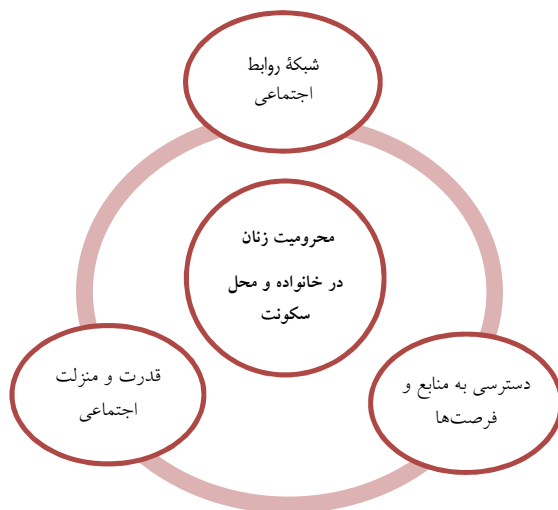 شبکهٔ روابط
اجتماعی
محرومیت زنان
در خانواده و محل
سکونت
دسترسی به منابع و
فرصت‌ها
قدرت و منزلت
اجتماعی